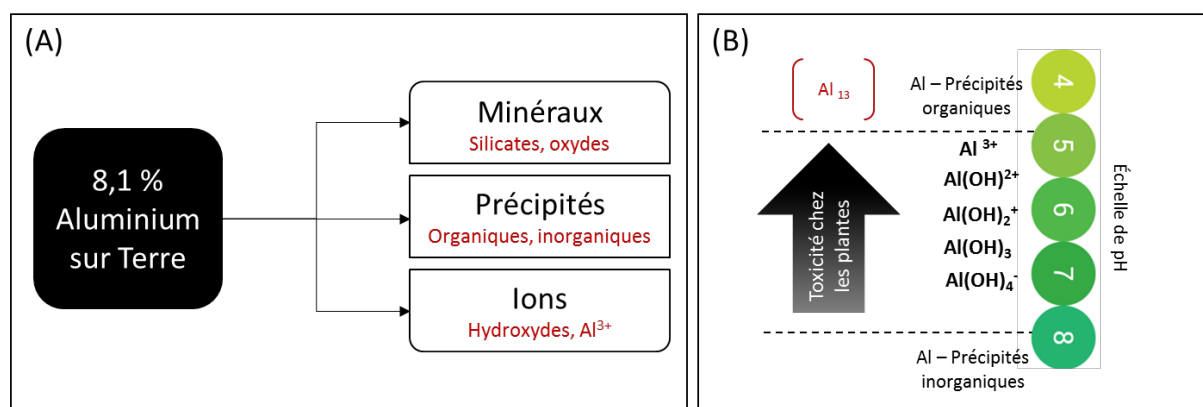 (A)
8,1 %
Aluminium
sur Terre
Minéraux
Silicates, oxydes
Précipités
Organiques, inorganiques
Ions
Hydroxydes, Al³⁺
(B)
Al ₁₃
Al – Précipités
organiques
Al ³⁺
Al(OH)²⁺
Al(OH)₂⁺
Al(OH)₃
Al(OH)₄⁻
Al – Précipités
inorganiques
Toxicité chez
les plantes
4
5
6
7
8
Échelle de pH